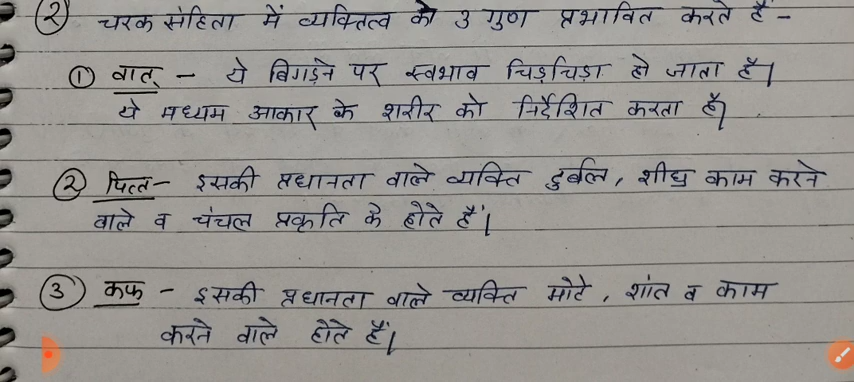 ② चरक संहिता में व्यक्तित्व को 3 गुण प्रभावित करते हैं -
① वात् - ये बिगड़ने पर स्वभाव चिड़चिड़ा हो जाता है।
ये मध्यम आकार के शरीर को निर्देशित करता है।
② पित्त - इसकी प्रधानता वाले व्यक्ति दुर्बल, शीघ्र काम करने
वाले व चंचल प्रकृति के होते हैं।
③ कफ - इसकी प्रधानता वाले व्यक्ति मोटे, शांत व काम
करने वाले होते हैं।